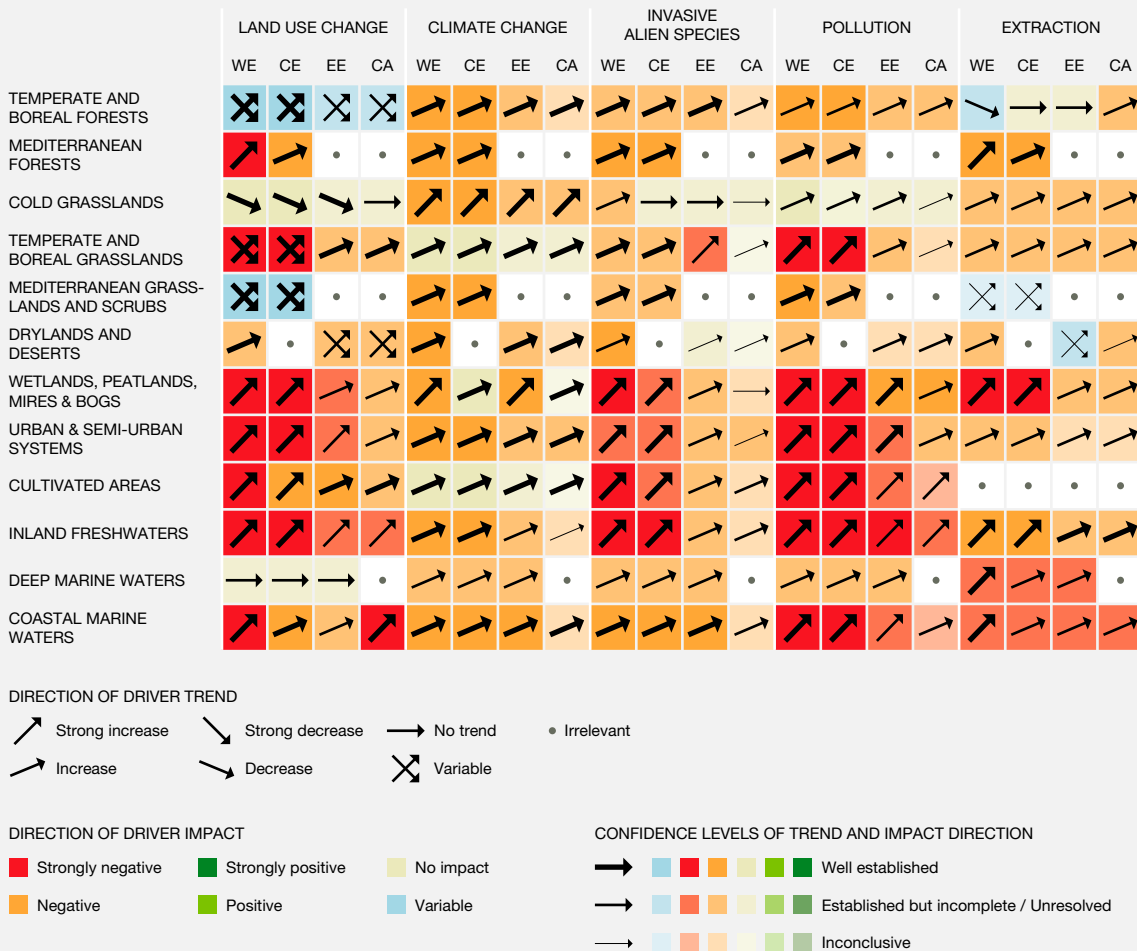 LAND USE CHANGE CLIMATE CHANGE INVASIVE
ALIEN SPECIES POLLUTION EXTRACTION
WE CE EE CA WE CE EE CA WE CE EE CA WE CE EE CA WE CE EE CA
TEMPERATE AND
BOREAL FORESTS
MEDITERRANEAN
FORESTS
COLD GRASSLANDS
TEMPERATE AND
BOREAL GRASSLANDS
MEDITERRANEAN GRASS-
LANDS AND SCRUBS
DRYLANDS AND
DESERTS
WETLANDS, PEATLANDS,
MIRES & BOGS
URBAN & SEMI-URBAN
SYSTEMS
CULTIVATED AREAS
INLAND FRESHWATERS
DEEP MARINE WATERS
COASTAL MARINE
WATERS
DIRECTION OF DRIVER TREND
Strong increase Strong decrease No trend Irrelevant
Increase Decrease Variable
DIRECTION OF DRIVER IMPACT
Strongly negative Strongly positive No impact
Negative Positive Variable
CONFIDENCE LEVELS OF TREND AND IMPACT DIRECTION
Well established
Established but incomplete / Unresolved
Inconclusive